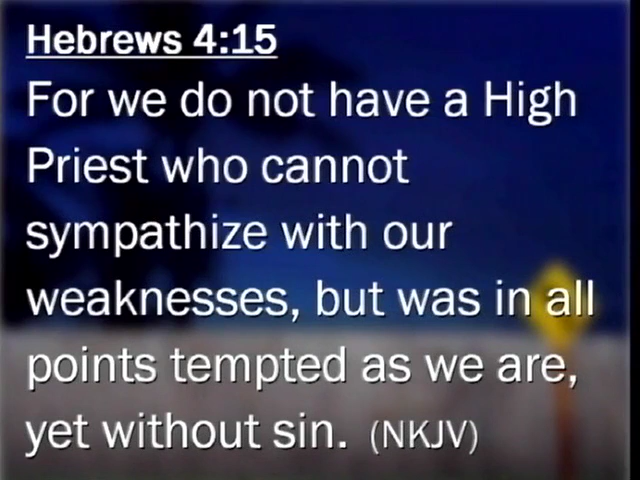 Hebrews 4:15
For we do not have a High
Priest who cannot
sympathize with our
weaknesses, but was in all
points tempted as we are,
yet without sin. (NKJV)